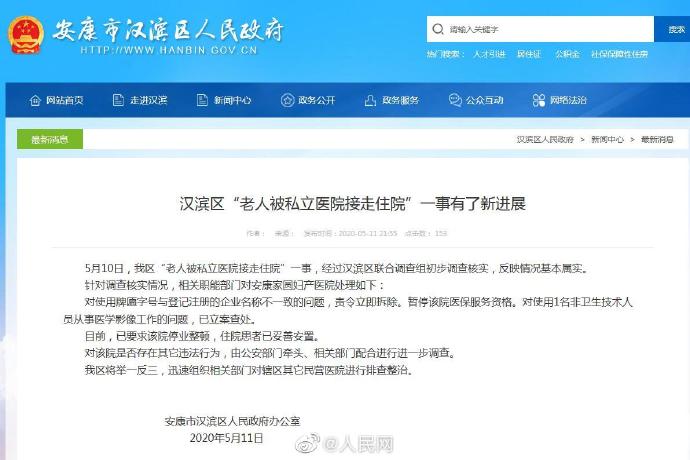 安康市汉滨区人民政府
HTTP://WWW.HANBIN.GOV.CN
请输入关键字
搜索
热门搜索： 人才引进 居住证 公积金 社保保障性住房
网站首页 走进汉滨 新闻中心 政务公开 政务服务 公众互动 网络法治
最新消息
汉滨区人民政府 > 新闻中心 > 最新消息
汉滨区“老人被私立医院接走住院”一事有了新进展
作者： 来源： 发布时间：2020-05-11 21:55 点击数： 153
5月10日，我区“老人被私立医院接走住院”一事，经过汉滨区联合调查组初步调查核实，反映情况基本属实。
针对调查核实情况，相关职能部门对安康家园妇产医院处理如下：
对使用牌匾字号与登记注册的企业名称不一致的问题，责令立即拆除。暂停该院医保服务资格。对使用1名非卫生技术人
员从事医学影像工作的问题，已立案查处。
目前，已要求该院停业整顿，住院患者已妥善安置。
对该院是否存在其它违法行为，由公安部门牵头、相关部门配合进行进一步调查。
我区将举一反三，迅速组织相关部门对辖区其它民营医院进行排查整治。
安康市汉滨区人民政府办公室
2020年5月11日
@人民网